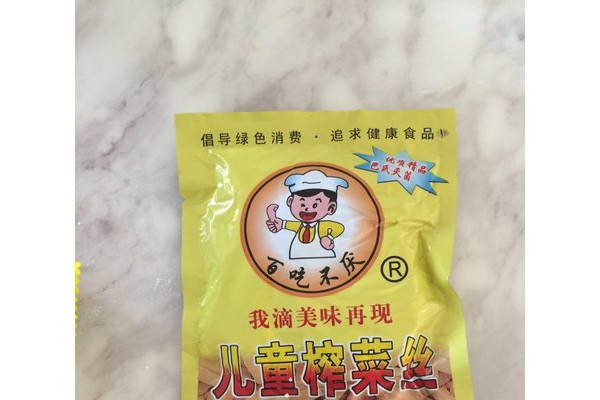 倡导绿色消费·追求健康食品
优质精品
巴氏灭菌
百吃不厌
®
我滴美味再现
儿童榨菜丝